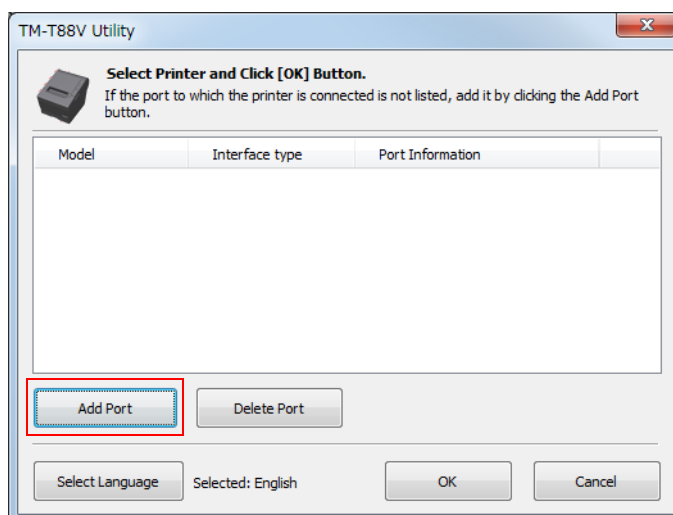 TM-T88V Utility
Select Printer and Click [OK] Button.
If the port to which the printer is connected is not listed, add it by clicking the Add Port
button.
Model Interface type Port Information
Add Port Delete Port
Select Language Selected: English OK Cancel